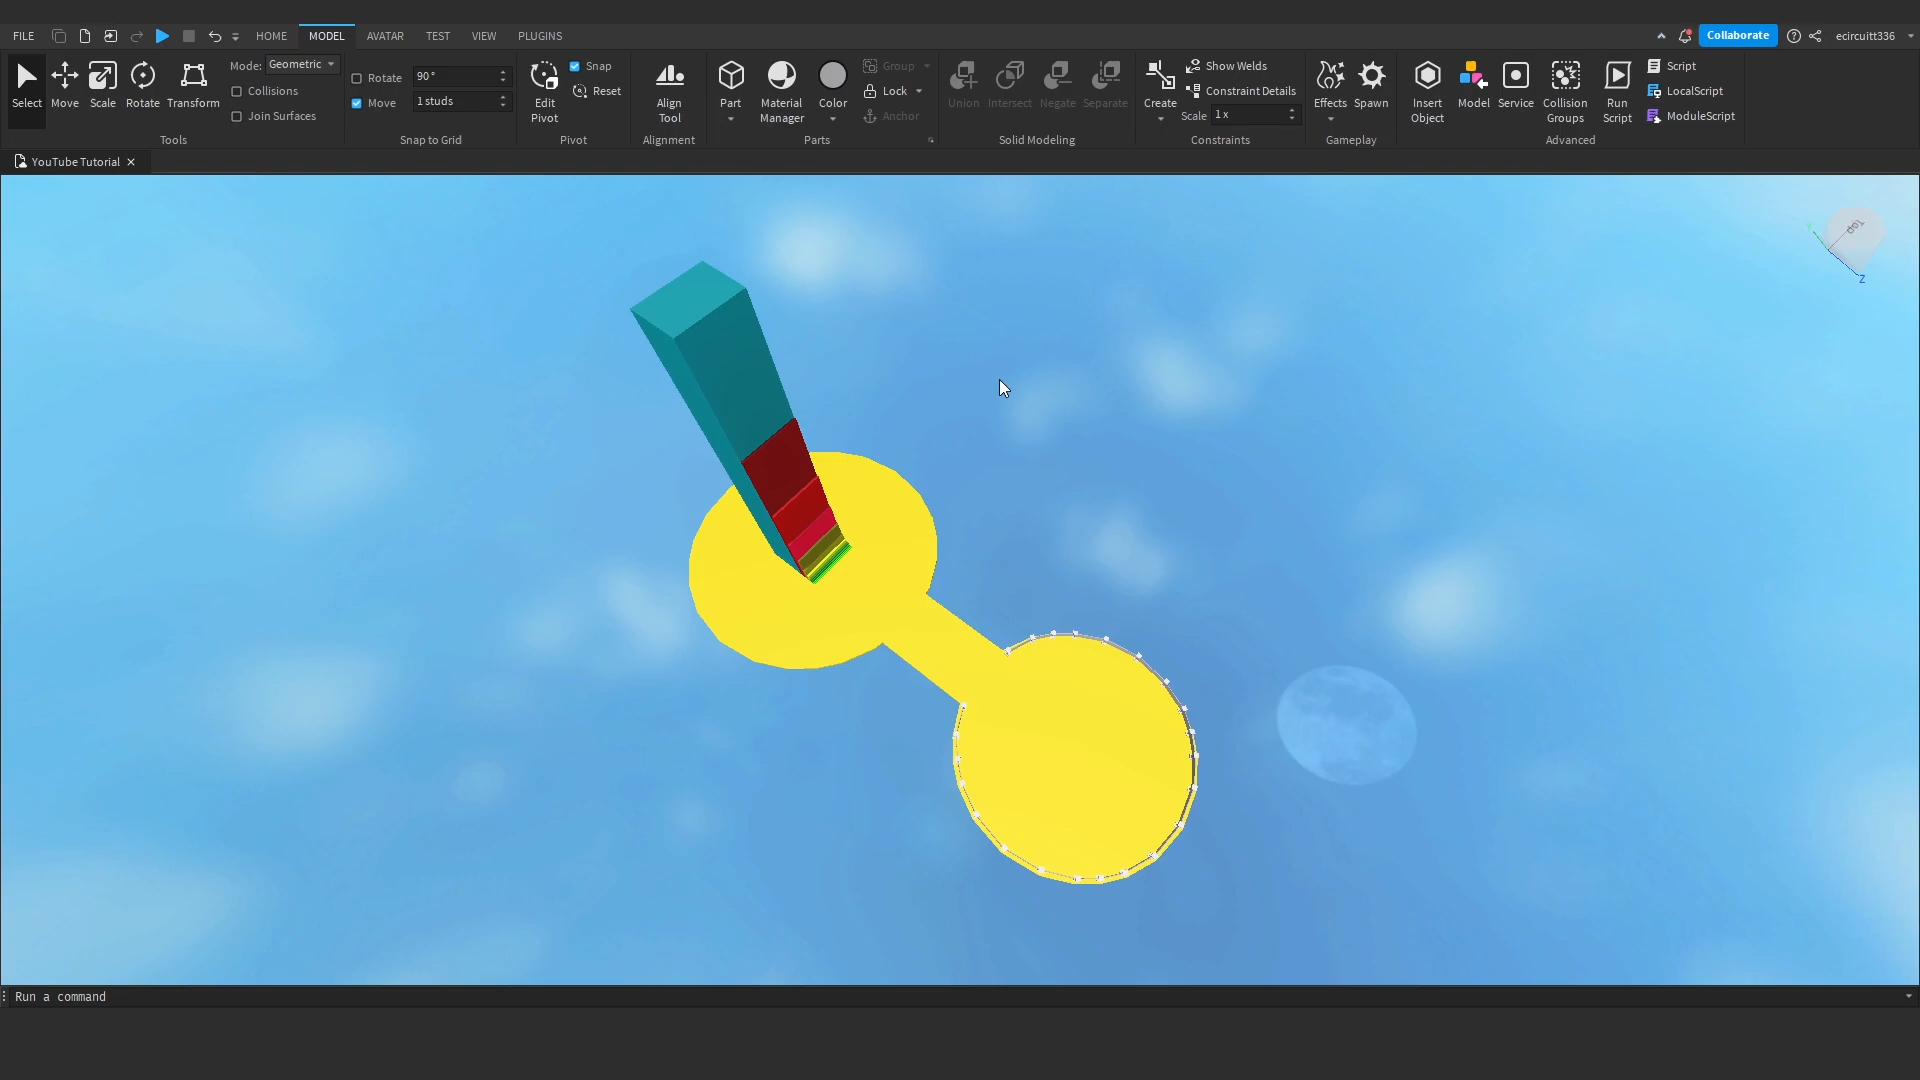 FILE HOME MODEL AVATAR TEST VIEW PLUGINS Collaborate ecircuitt336
Select Move Scale Rotate Transform
Mode: Geometric
Collisions
Join Surfaces
Tools
Rotate 90°
Move 1 studs
Snap to Grid
Edit Pivot
Snap
Reset
Pivot
Align Tool
Alignment
Part
Material Manager
Color
Group
Lock
Anchor
Parts
Union Intersect Negate Separate
Solid Modeling
Create
Show Welds
Constraint Details
Scale 1 x
Constraints
Effects Spawn
Gameplay
Insert Object
Model
Service
Collision Groups
Run Script
Script
LocalScript
ModuleScript
Advanced
YouTube Tutorial
Top
Y
Z
Run a command